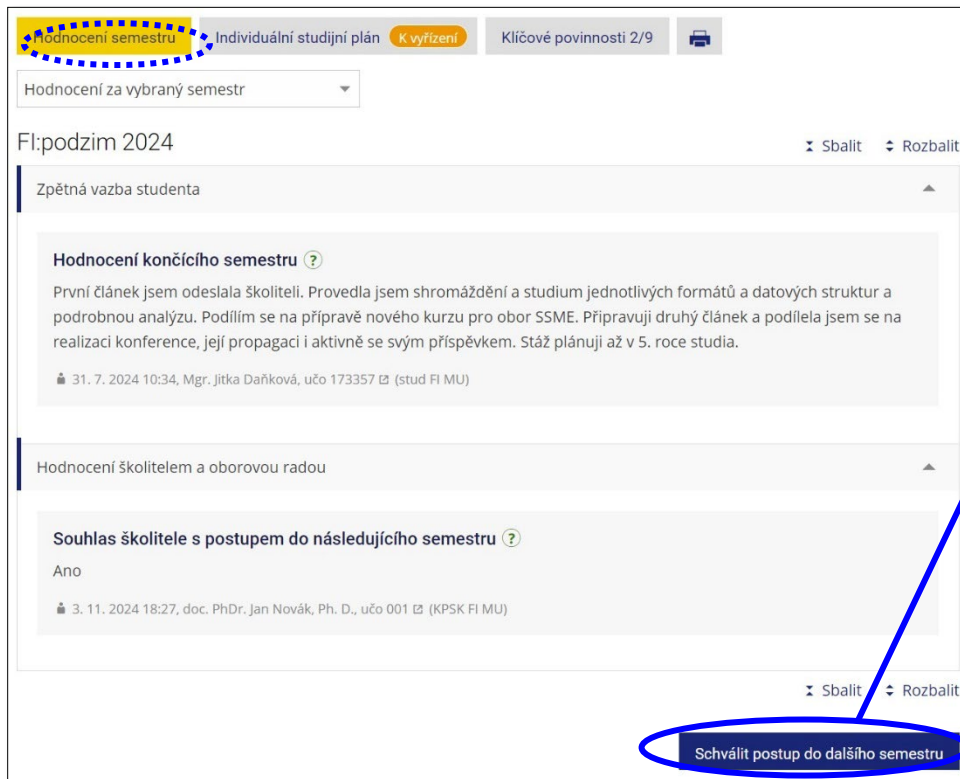 Hodnocení semestru Individuální studijní plán K vyřízení Klíčové povinnosti 2/9
Hodnocení za vybraný semestr
FI:podzim 2024 Sbalit Rozbalit
Zpětná vazba studenta
Hodnocení končícího semestru ?
První článek jsem odeslala školiteli. Provedla jsem shromáždění a studium jednotlivých formátů a datových struktur a
podrobnou analýzu. Podílím se na přípravě nového kurzu pro obor SSME. Připravuji druhý článek a podílela jsem se na
realizaci konference, její propagaci i aktivně se svým příspěvkem. Stáž plánuji až v 5. roce studia.
31. 7. 2024 10:34, Mgr. Jitka Daňková, učo 173357 (stud FI MU)
Hodnocení školitelem a oborovou radou
Souhlas školitele s postupem do následujícího semestru ?
Ano
3. 11. 2024 18:27, doc. PhDr. Jan Novák, Ph. D., učo 001 (KPSK FI MU)
Sbalit Rozbalit
Schválit postup do dalšího semestru